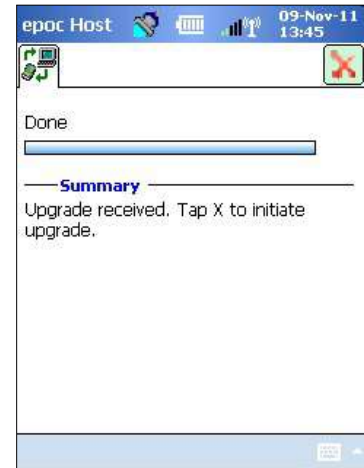 epoc Host
09-Nov-11
13:45
X
Done
Summary
Upgrade received. Tap X to initiate
upgrade.